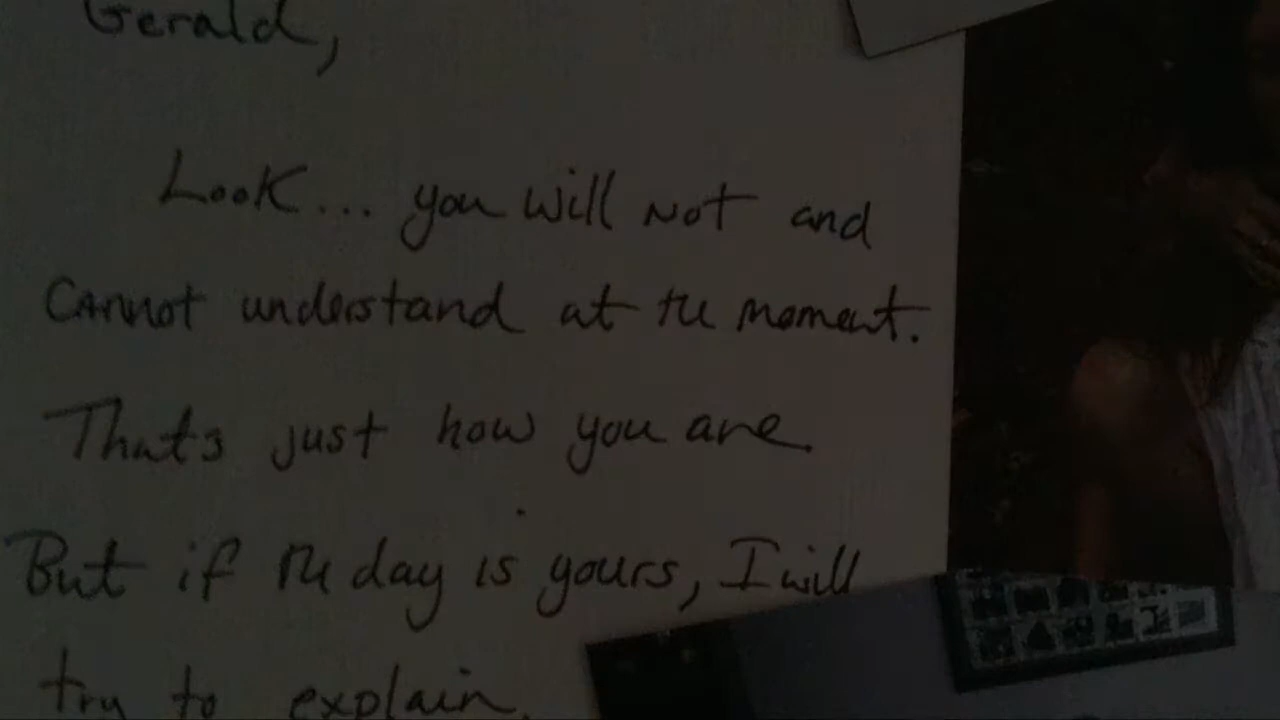 Gerald,
Look... you will not and
cannot understand at the moment.
Thats just how you are.
But if the day is yours, I will
try to explain.